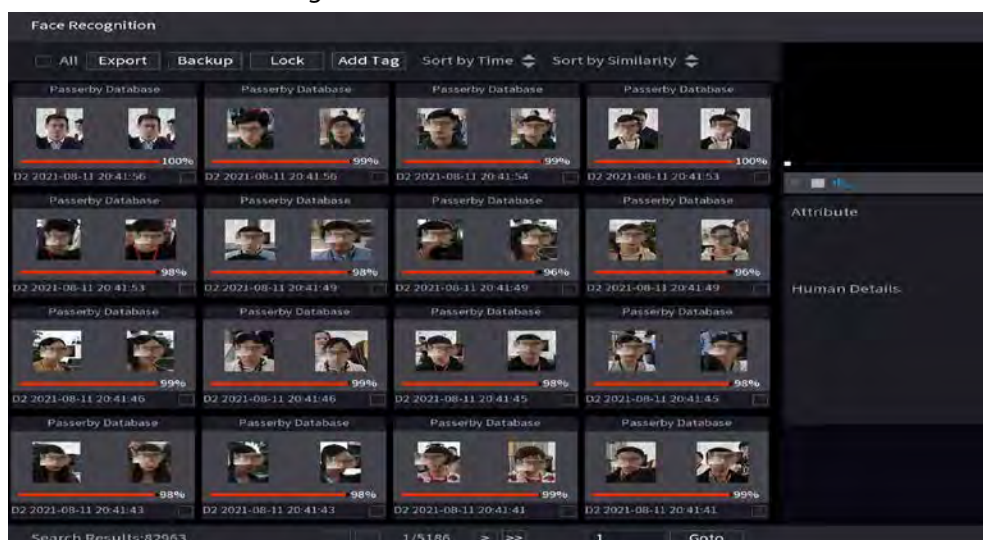 Face Recognition
All Export Backup Lock Add Tag Sort by Time Sort by Similarity
Passerby Database Passerby Database Passerby Database Passerby Database
100% 99% 99% 100%
D2 2021-08-11 20:41:56 D2 2021-08-11 20:41:56 D2 2021-08-11 20:41:54 D2 2021-08-11 20:41:53
Attribute
Passerby Database Passerby Database Passerby Database Passerby Database
98% 98% 96% 96%
D2 2021-08-11 20:41:53 D2 2021-08-11 20:41:49 D2 2021-08-11 20:41:49 D2 2021-08-11 20:41:49
Human Details
Passerby Database Passerby Database Passerby Database Passerby Database
99% 99% 98% 98%
D2 2021-08-11 20:41:46 D2 2021-08-11 20:41:46 D2 2021-08-11 20:41:45 D2 2021-08-11 20:41:45
Passerby Database Passerby Database Passerby Database Passerby Database
98% 98% 99% 99%
D2 2021-08-11 20:41:43 D2 2021-08-11 20:41:43 D2 2021-08-11 20:41:41 D2 2021-08-11 20:41:41
Search Results:82963 1/5186 > >> 1 Goto